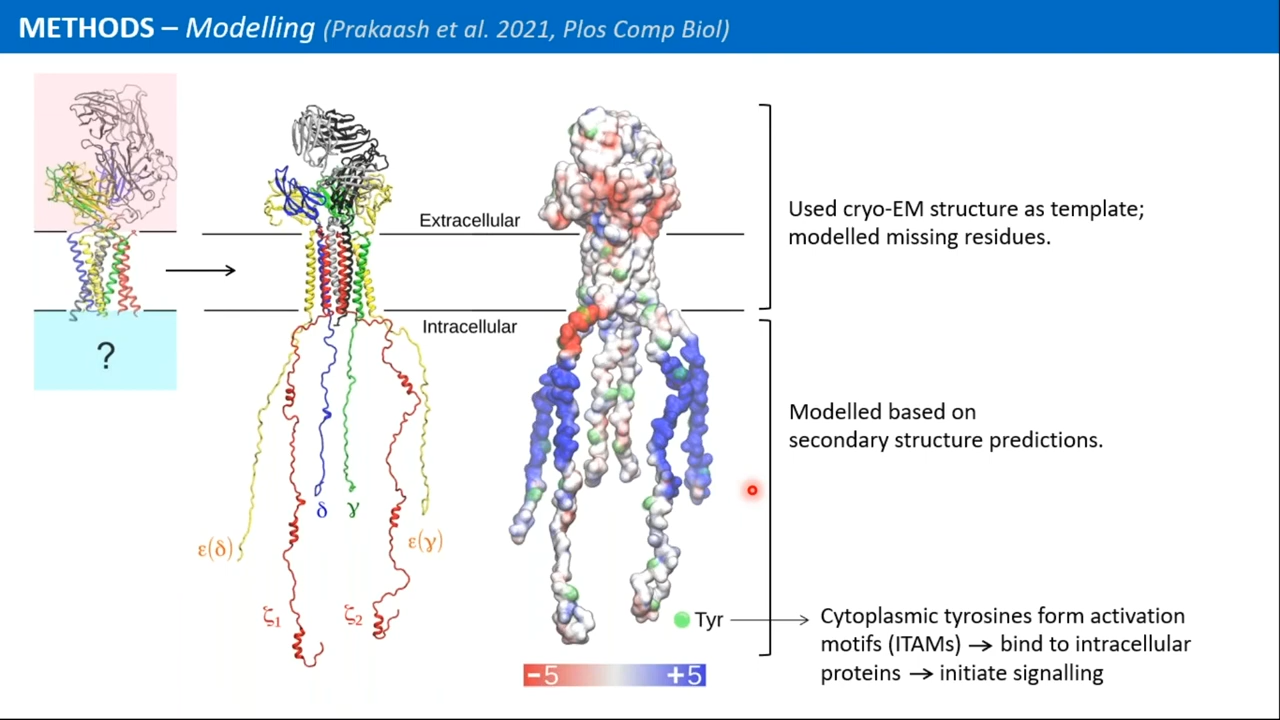 METHODS – Modelling (Prakaash et al. 2021, Plos Comp Biol)
Extracellular
Used cryo-EM structure as template;
modelled missing residues.
Intracellular
?
Modelled based on
secondary structure predictions.
δ
γ
ε(δ)
ε(γ)
ζ1
ζ2
Tyr
Cytoplasmic tyrosines form activation
motifs (ITAMs) → bind to intracellular
proteins → initiate signalling
-5
+5